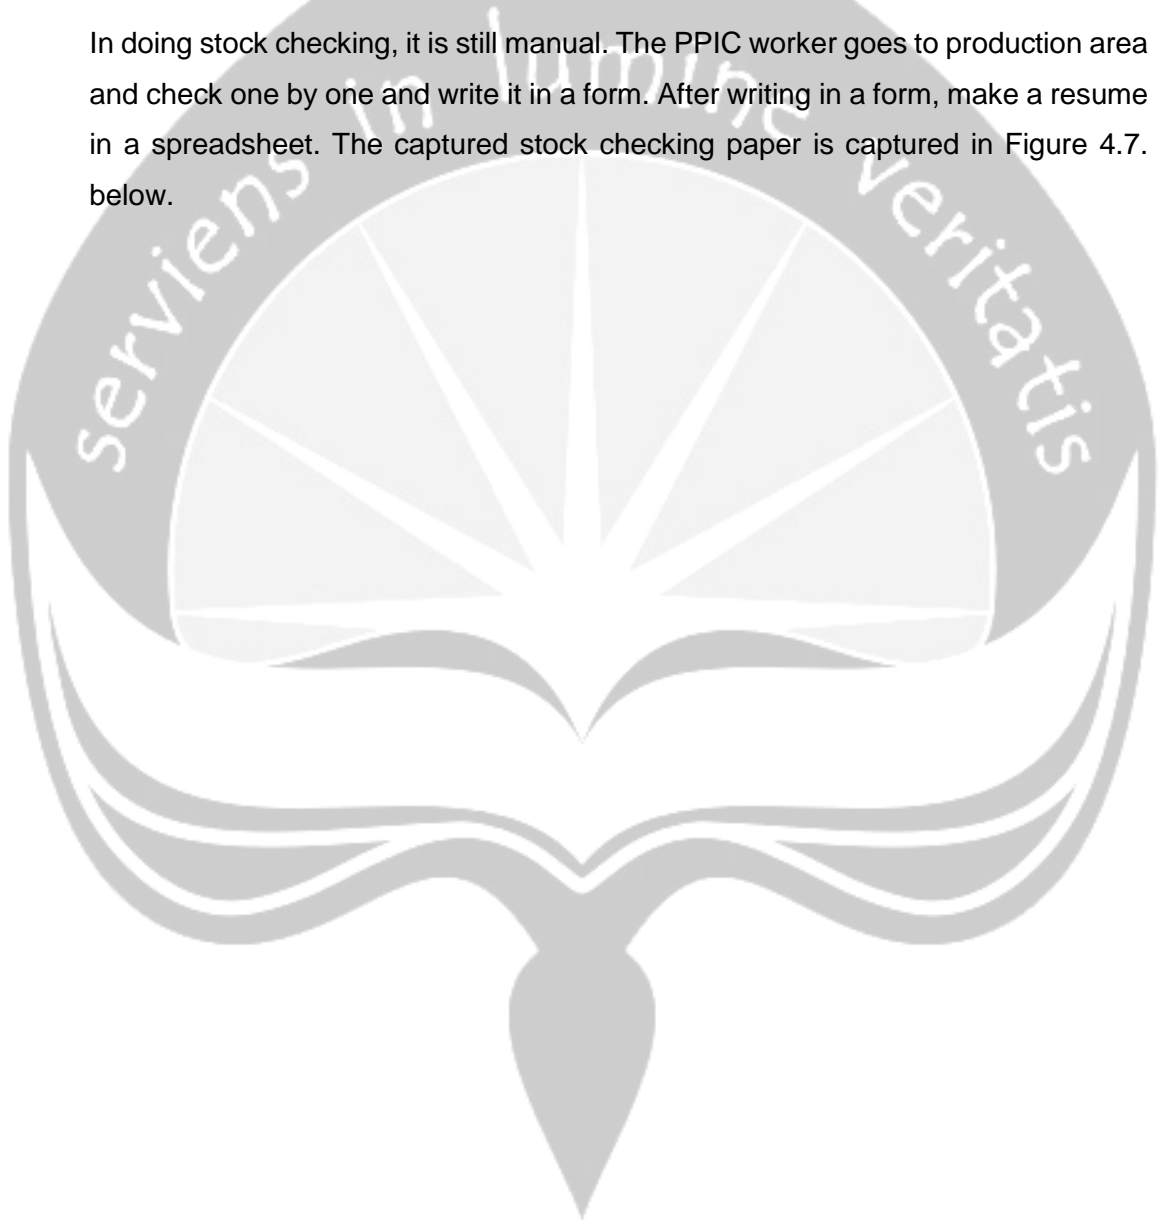 In doing stock checking, it is still manual. The PPIC worker goes to production area
and check one by one and write it in a form. After writing in a form, make a resume
in a spreadsheet. The captured stock checking paper is captured in Figure 4.7.
below.
serviens in lumine veritatis